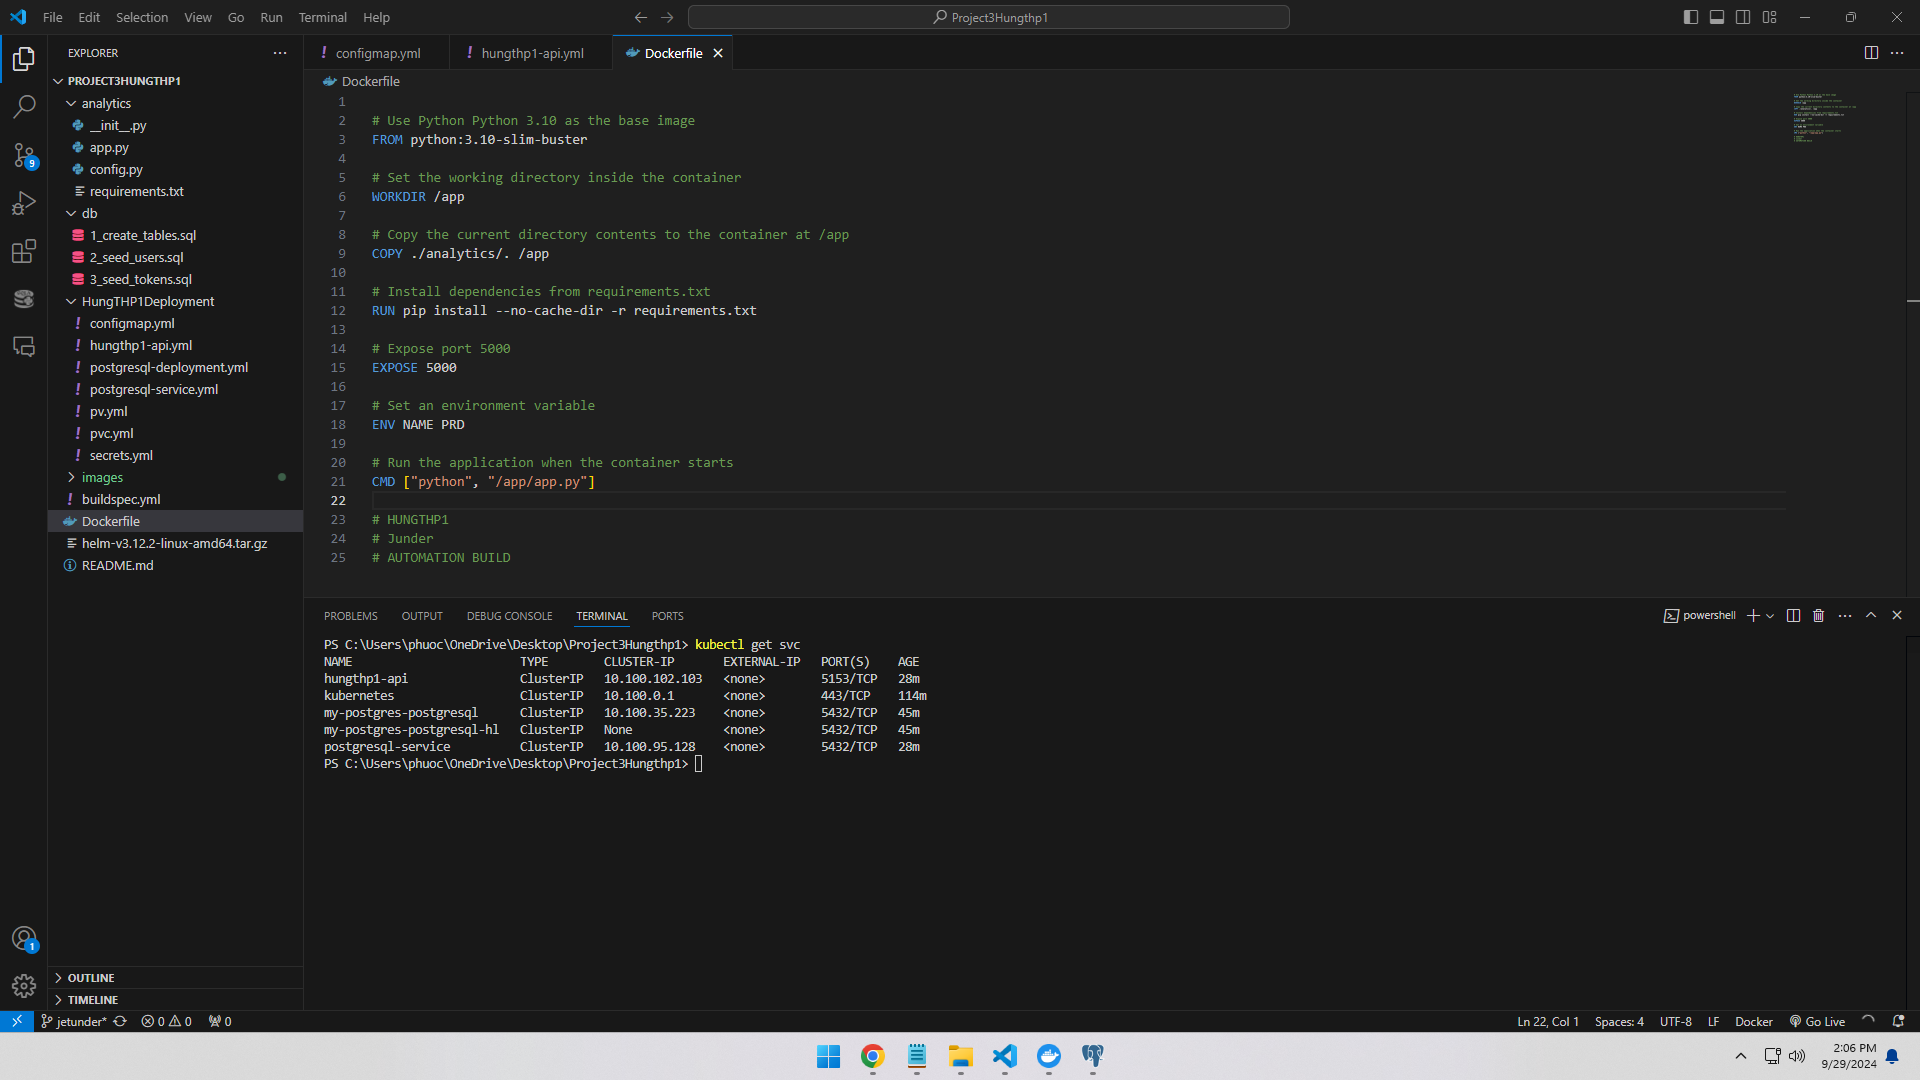 File Edit Selection View Go Run Terminal Help
Project3Hungthp1
EXPLORER
PROJECT3HUNGTHP1
analytics
__init__.py
app.py
config.py
requirements.txt
db
1_create_tables.sql
2_seed_users.sql
3_seed_tokens.sql
HungTHP1Deployment
configmap.yml
hungthp1-api.yml
postgresql-deployment.yml
postgresql-service.yml
pv.yml
pvc.yml
secrets.yml
images
buildspec.yml
Dockerfile
helm-v3.12.2-linux-amd64.tar.gz
README.md
OUTLINE
TIMELINE
9
1
configmap.yml hungthp1-api.yml Dockerfile
Dockerfile
1
2 # Use Python Python 3.10 as the base image
3 FROM python:3.10-slim-buster
4
5 # Set the working directory inside the container
6 WORKDIR /app
7
8 # Copy the current directory contents to the container at /app
9 COPY ./analytics/. /app
10
11 # Install dependencies from requirements.txt
12 RUN pip install --no-cache-dir -r requirements.txt
13
14 # Expose port 5000
15 EXPOSE 5000
16
17 # Set an environment variable
18 ENV NAME PRD
19
20 # Run the application when the container starts
21 CMD ["python", "/app/app.py"]
22
23 # HUNGTHP1
24 # Junder
25 # AUTOMATION BUILD
PROBLEMS OUTPUT DEBUG CONSOLE TERMINAL PORTS
powershell
PS C:\Users\phuoc\OneDrive\Desktop\Project3Hungthp1> kubectl get svc
NAME TYPE CLUSTER-IP EXTERNAL-IP PORT(S) AGE
hungthp1-api ClusterIP 10.100.102.103 <none> 5153/TCP 28m
kubernetes ClusterIP 10.100.0.1 <none> 443/TCP 114m
my-postgres-postgresql ClusterIP 10.100.35.223 <none> 5432/TCP 45m
my-postgres-postgresql-hl ClusterIP None <none> 5432/TCP 45m
postgresql-service ClusterIP 10.100.95.128 <none> 5432/TCP 28m
PS C:\Users\phuoc\OneDrive\Desktop\Project3Hungthp1>
jetunder* 0 0 0
Ln 22, Col 1 Spaces: 4 UTF-8 LF Docker Go Live
2:06 PM
9/29/2024